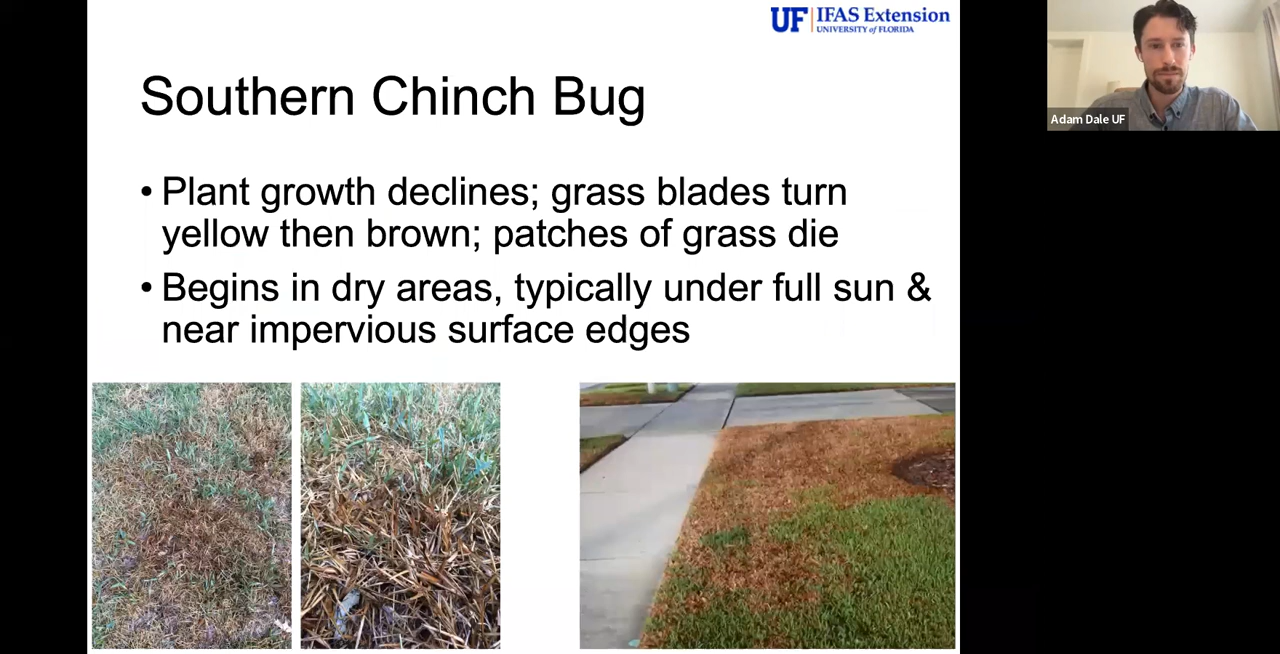 UF IFAS Extension
UNIVERSITY of FLORIDA
Southern Chinch Bug
• Plant growth declines; grass blades turn
yellow then brown; patches of grass die
• Begins in dry areas, typically under full sun &
near impervious surface edges
Adam Dale UF